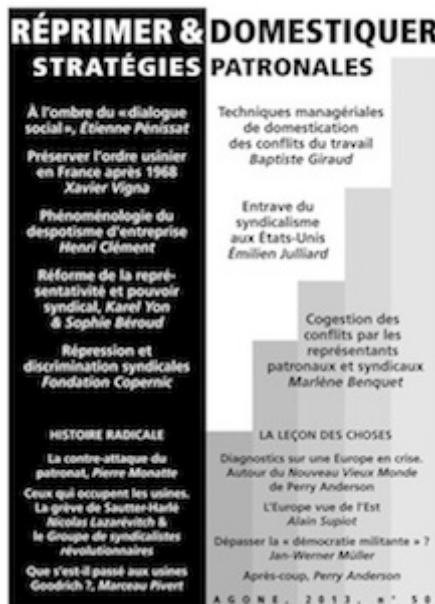 RÉPRIMER & DOMESTIQUER
STRATÉGIES PATRONALES
À l'ombre du « dialogue
social », Étienne Pénissat
Préserver l'ordre usinier
en France après 1968
Xavier Vigna
Phénoménologie du
despotisme d'entreprise
Henri Clément
Réforme de la repré-
sentativité et pouvoir
syndical, Karel Yon
& Sophie Béroud
Répression et
discrimination syndicales
Fondation Copernic
HISTOIRE RADICALE
La contre-attaque du
patronat, Pierre Monatte
Ceux qui occupent les usines.
La grève de Sautter-Harlé
Nicolas Lazarévitch &
le Groupe de syndicalistes
révolutionnaires
Que s'est-il passé aux usines
Goodrich ?, Marceau Pivert
Techniques managériales
de domestication
des conflits du travail
Baptiste Giraud
Entrave du
syndicalisme
aux États-Unis
Émilien Julliard
Cogestion des
conflits par les
représentants
patronaux et syndicaux
Marlène Benquet
LA LEÇON DES CHOSES
Diagnostics sur une Europe en crise.
Autour du Nouveau Vieux Monde
de Perry Anderson
L'Europe vue de l'Est
Alain Supiot
Dépasser la « démocratie militante » ?
Jan-Werner Müller
Après-coup, Perry Anderson
AGONE, 2013, n° 50